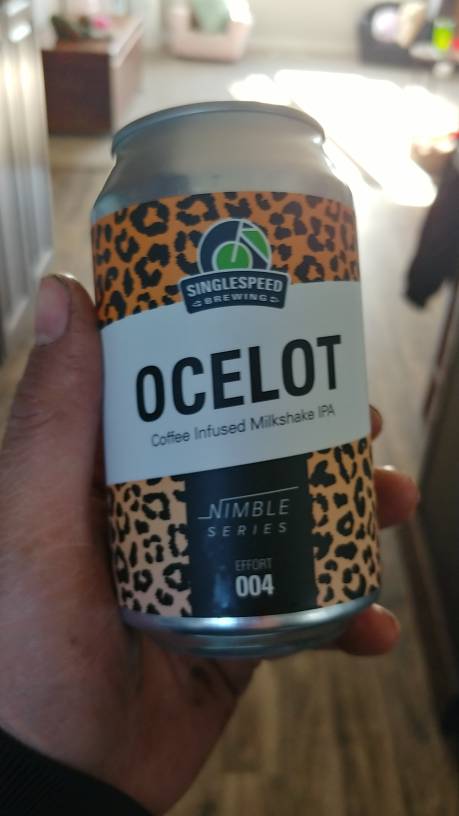 SINGLESPEED
BREWING
OCELOT
Coffee Infused Milkshake IPA
NIMBLE
SERIES
EFFORT
004